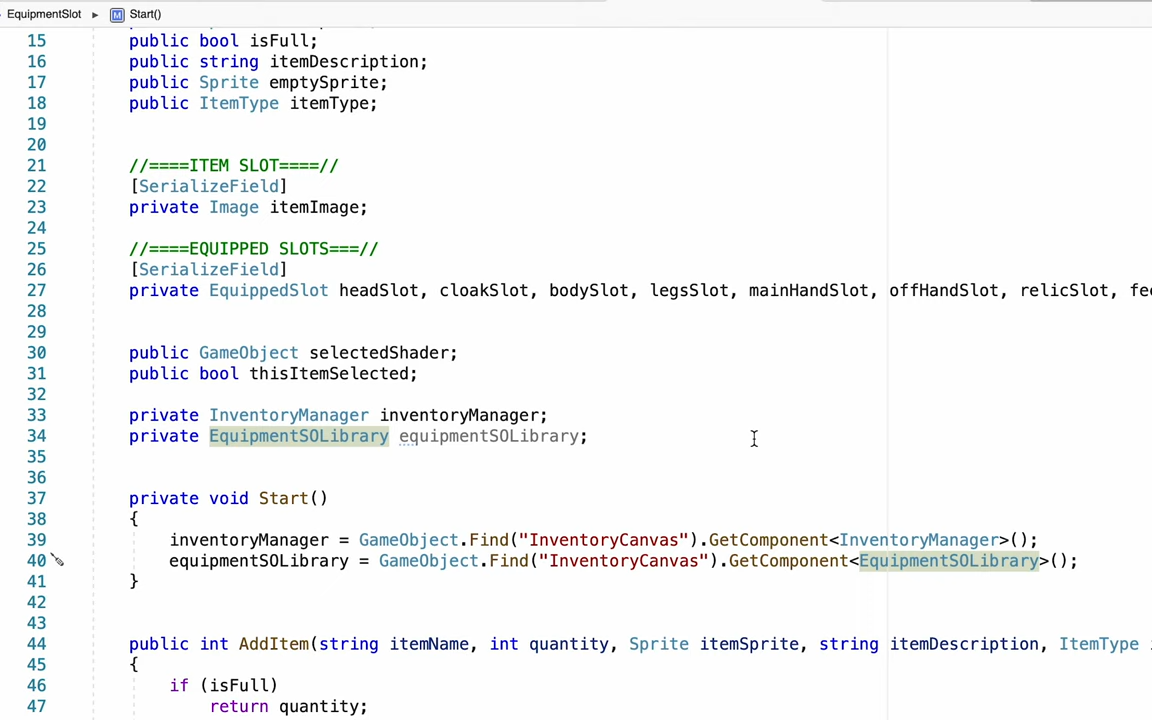 EquipmentSlot ▸ M Start()
15 public bool isFull;
16 public string itemDescription;
17 public Sprite emptySprite;
18 public ItemType itemType;
19
20
21 //====ITEM SLOT====//
22 [SerializeField]
23 private Image itemImage;
24
25 //====EQUIPPED SLOTS===//
26 [SerializeField]
27 private EquippedSlot headSlot, cloakSlot, bodySlot, legsSlot, mainHandSlot, offHandSlot, relicSlot,
28
29
30 public GameObject selectedShader;
31 public bool thisItemSelected;
32
33 private InventoryManager inventoryManager;
34 private EquipmentSOLibrary equipmentSOLibrary;
35
36
37 private void Start()
38 {
39 inventoryManager = GameObject.Find("InventoryCanvas").GetComponent<InventoryManager>();
40 equipmentSOLibrary = GameObject.Find("InventoryCanvas").GetComponent<EquipmentSOLibrary>();
41 }
42
43
44 public int AddItem(string itemName, int quantity, Sprite itemSprite, string itemDescription, ItemType
45 {
46 if (isFull)
47 return quantity;